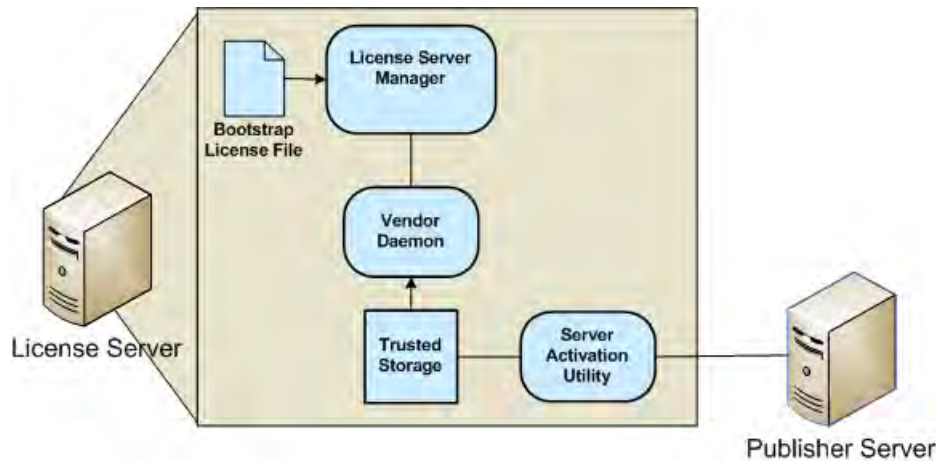 License Server
Manager
Bootstrap
License File
Vendor
Daemon
Trusted
Storage
Server
Activation
Utility
License Server
Publisher Server